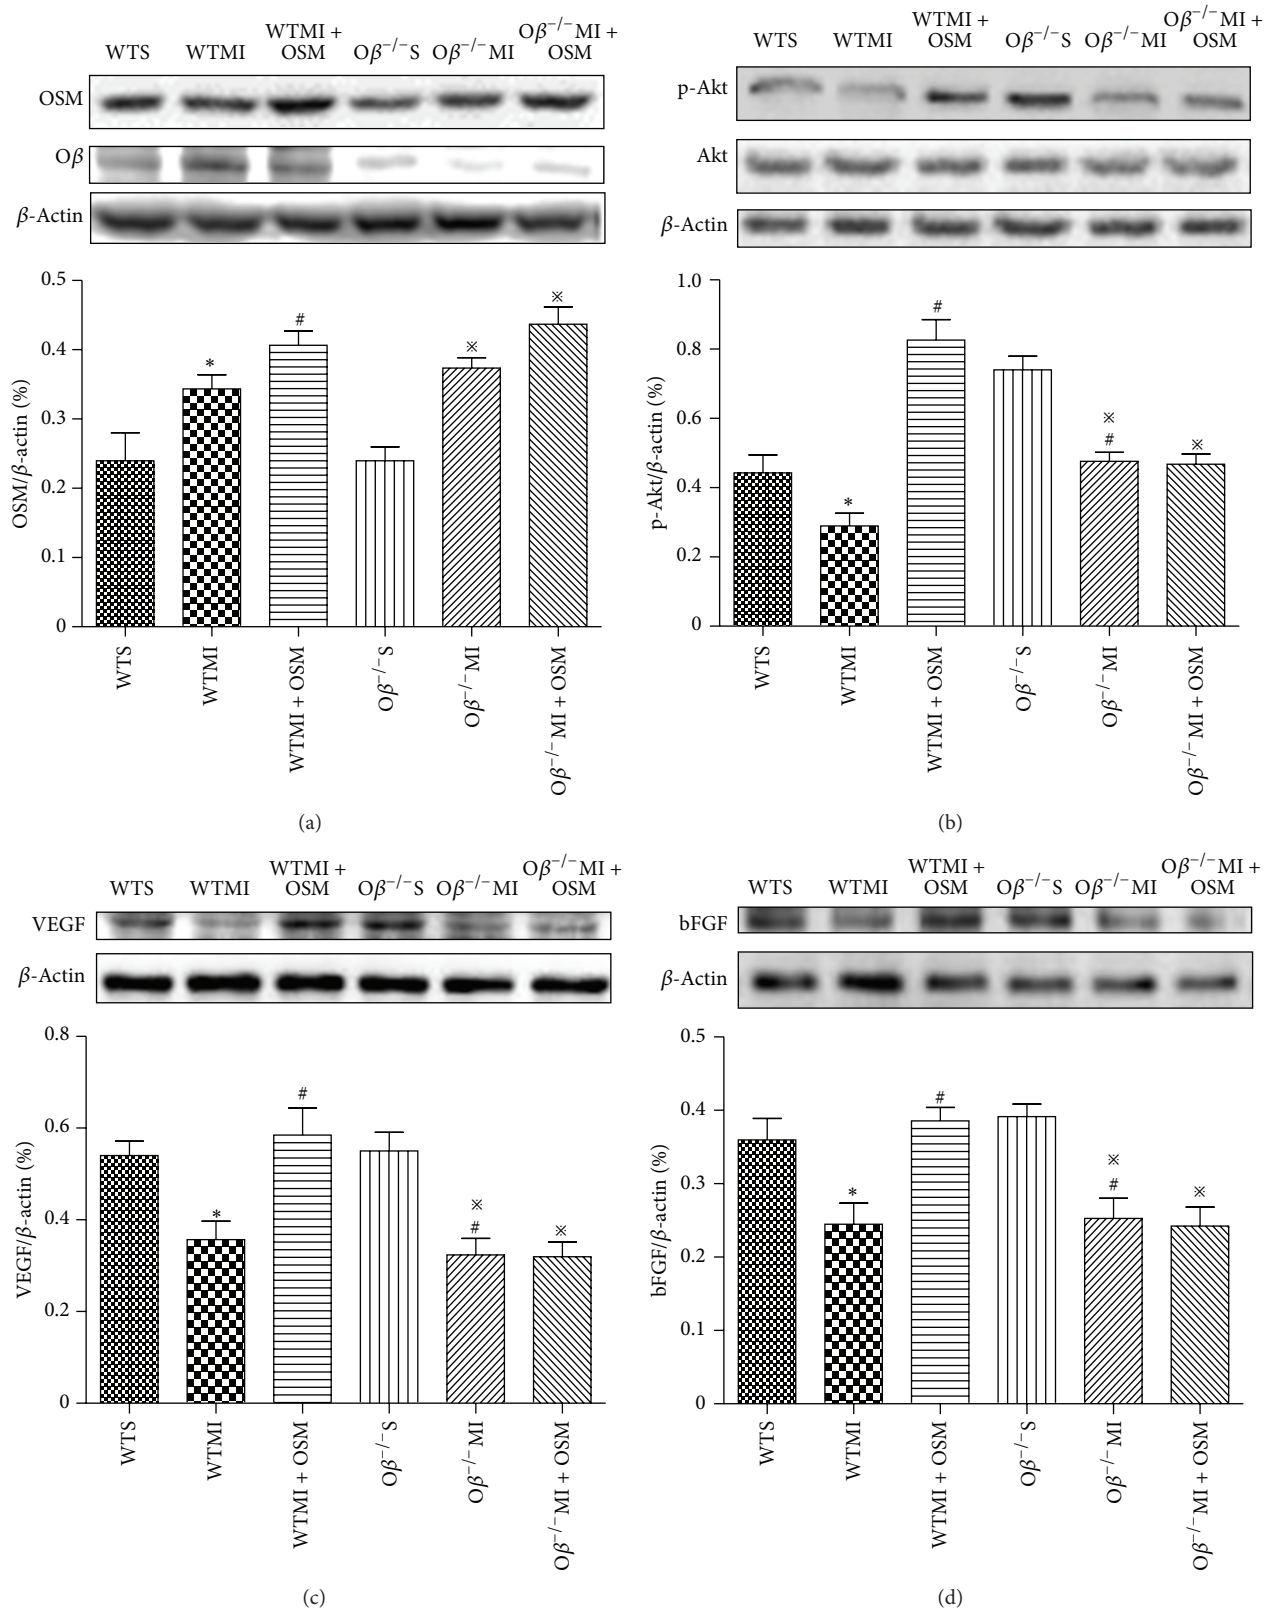 WTS WTMI WTMI + OSM Oβ−/−S Oβ−/−MI Oβ−/−MI + OSM
OSM
Oβ
β-Actin
0.5
0.4
0.3
0.2
0.1
0
OSM/β-actin (%)
* # ※ ※
WTS WTMI WTMI + OSM Oβ−/−S Oβ−/−MI Oβ−/−MI + OSM
(a)
WTS WTMI WTMI + OSM Oβ−/−S Oβ−/−MI Oβ−/−MI + OSM
p-Akt
Akt
β-Actin
1.0
0.8
0.6
0.4
0.2
0
p-Akt/β-actin (%)
* # ※ # ※
WTS WTMI WTMI + OSM Oβ−/−S Oβ−/−MI Oβ−/−MI + OSM
(b)
WTS WTMI WTMI + OSM Oβ−/−S Oβ−/−MI Oβ−/−MI + OSM
VEGF
β-Actin
0.8
0.6
0.4
0.2
0
VEGF/β-actin (%)
* # ※ # ※
WTS WTMI WTMI + OSM Oβ−/−S Oβ−/−MI Oβ−/−MI + OSM
(c)
WTS WTMI WTMI + OSM Oβ−/−S Oβ−/−MI Oβ−/−MI + OSM
bFGF
β-Actin
0.5
0.4
0.3
0.2
0.1
0
bFGF/β-actin (%)
* # ※ # ※
WTS WTMI WTMI + OSM Oβ−/−S Oβ−/−MI Oβ−/−MI + OSM
(d)